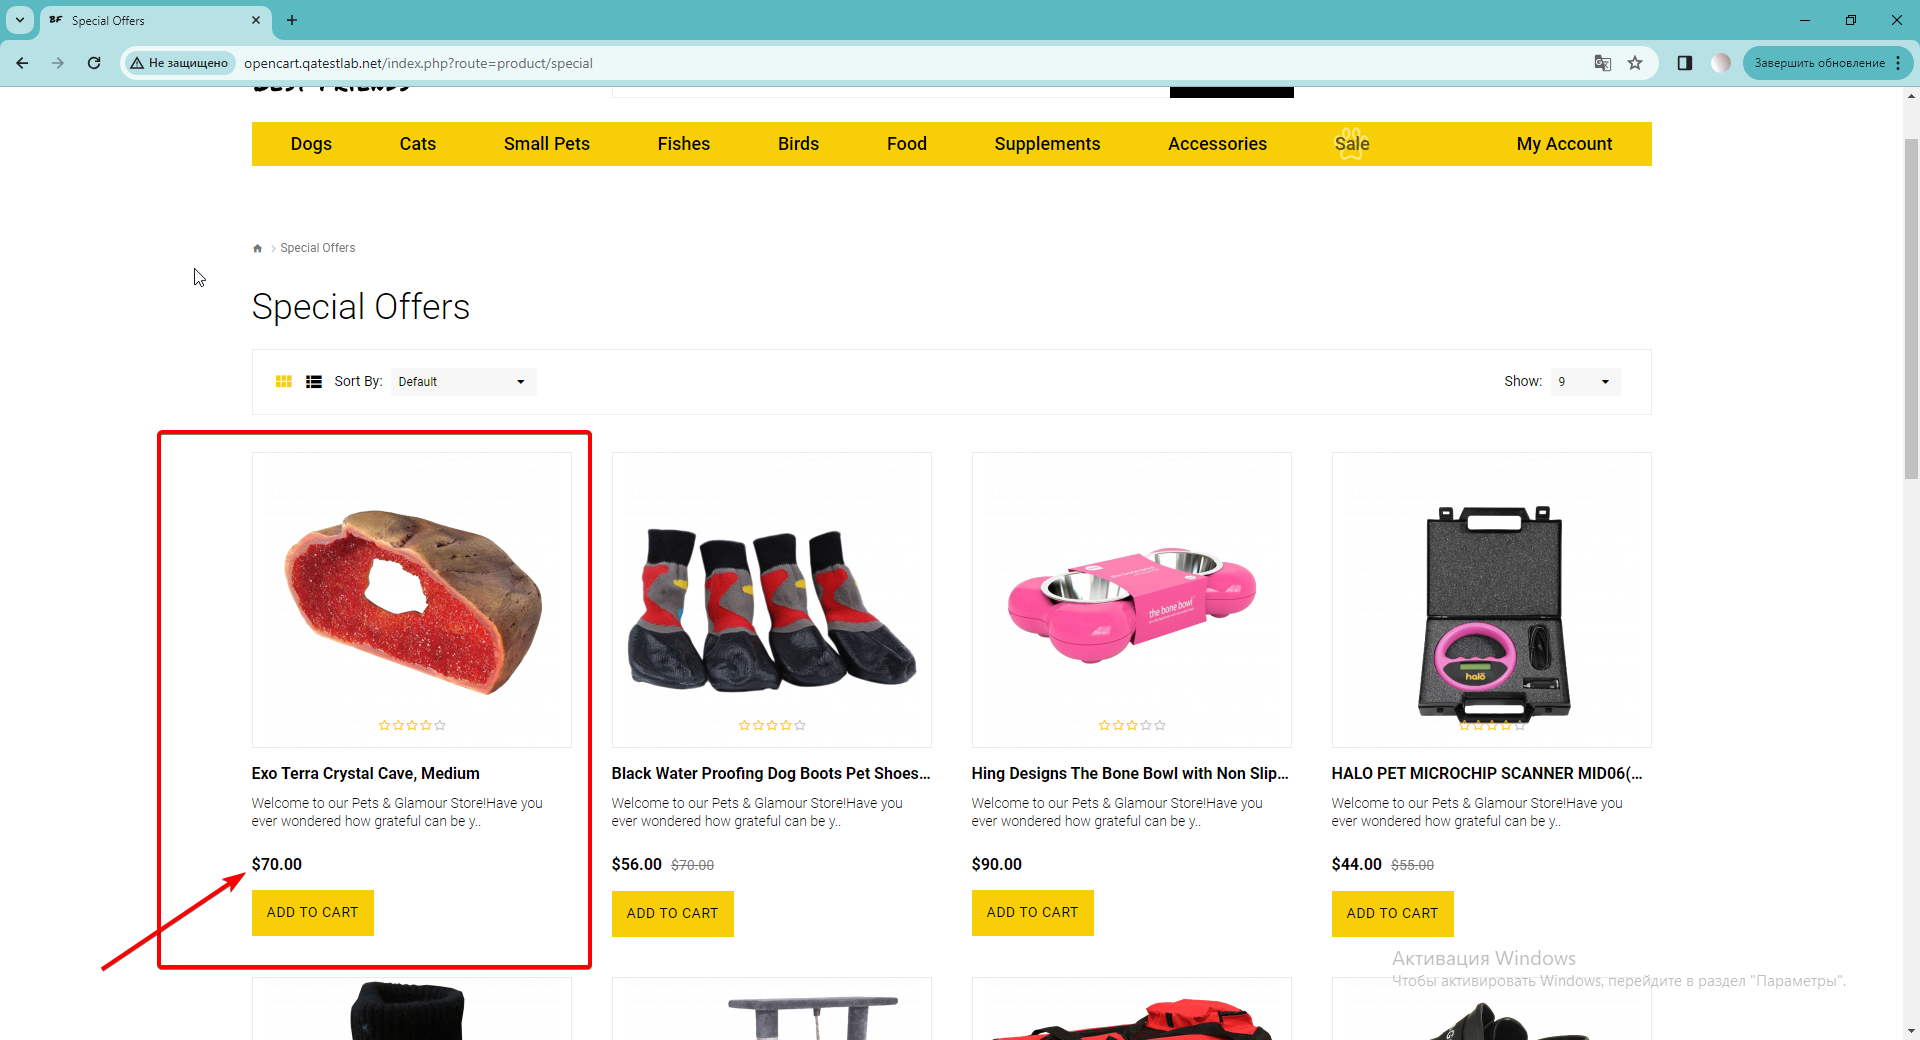 BF Special Offers
Не защищено
opencart.qatestlab.net/index.php?route=product/special
Завершить обновление
BEST FRIENDS
Dogs Cats Small Pets Fishes Birds Food Supplements Accessories Sale My Account
Special Offers
Special Offers
Sort By: Default Show: 9
the bone bowl
halo
Exo Terra Crystal Cave, Medium
Welcome to our Pets & Glamour Store!Have you
ever wondered how grateful can be y..
$70.00
ADD TO CART
Black Water Proofing Dog Boots Pet Shoes...
Welcome to our Pets & Glamour Store!Have you
ever wondered how grateful can be y..
$56.00 $70.00
ADD TO CART
Hing Designs The Bone Bowl with Non Slip...
Welcome to our Pets & Glamour Store!Have you
ever wondered how grateful can be y..
$90.00
ADD TO CART
HALO PET MICROCHIP SCANNER MID06(...
Welcome to our Pets & Glamour Store!Have you
ever wondered how grateful can be y..
$44.00 $55.00
ADD TO CART
Активация Windows
Чтобы активировать Windows, перейдите в раздел "Параметры".